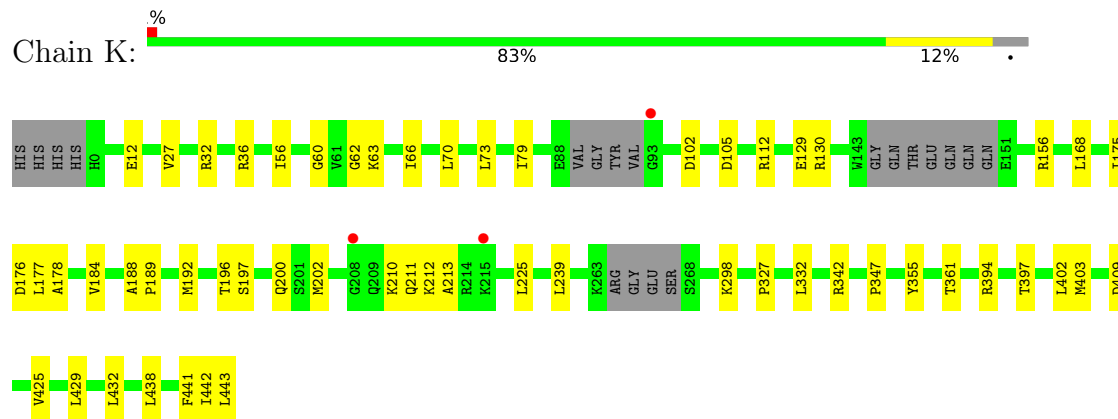 %
Chain K:
83% 12% •
HIS HIS HIS HIS H0 E12 V27 R32 R36 I56 G60 V61 G62 K63 I66 L70 L73 I79 E88 VAL GLY TYR VAL G93 D102 D105 R112 E129 R130 W143 GLY GLN THR GLU GLN GLN GLN E151 R156 L168 I175
D176 L177 A178 V184 A188 P189 M192 T196 S197 Q200 S201 M202 G208 Q209 K210 Q211 K212 A213 R214 K215 L225 L239 K263 ARG GLY GLU SER S268 K298 P327 L332 R342 P347 Y355 T361 R394 T397 L402 M403 D409
V425 L429 L432 L438 F441 I442 L443